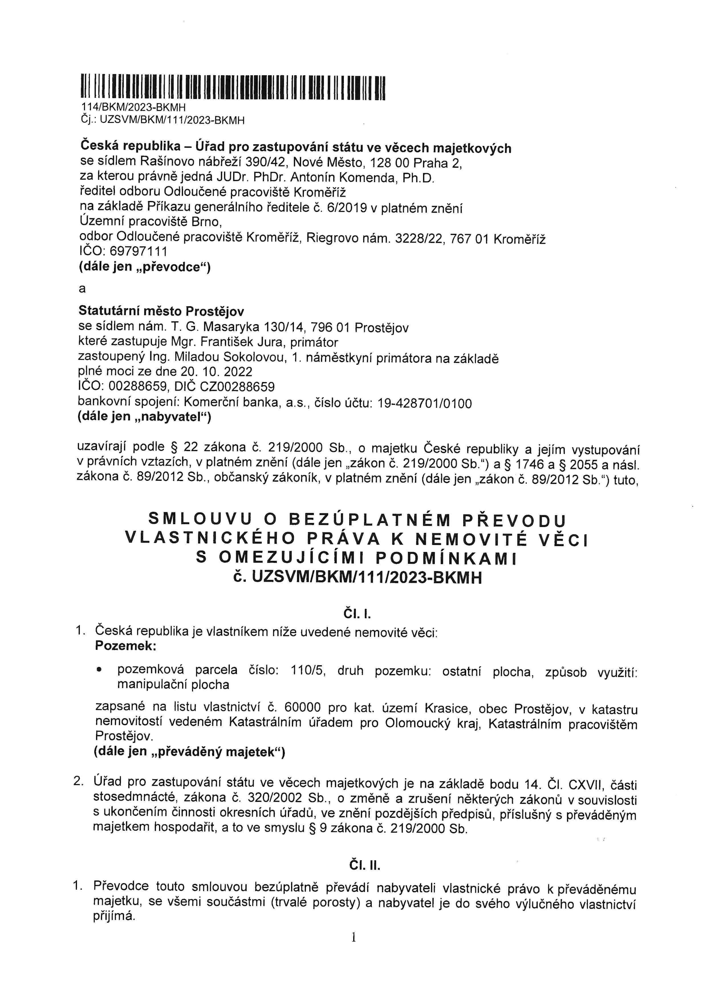 114/BKM/2023-BKMH
Čj.: UZSVM/BKM/111/2023-BKMH
Česká republika – Úřad pro zastupování státu ve věcech majetkových
se sídlem Rašínovo nábřeží 390/42, Nové Město, 128 00 Praha 2,
za kterou právně jedná JUDr. PhDr. Antonín Komenda, Ph.D.
ředitel odboru Odloučené pracoviště Kroměříž
na základě Příkazu generálního ředitele č. 6/2019 v platném znění
Územní pracoviště Brno,
odbor Odloučené pracoviště Kroměříž, Riegrovo nám. 3228/22, 767 01 Kroměříž
IČO: 69797111
(dále jen „převodce“)
a
Statutární město Prostějov
se sídlem nám. T. G. Masaryka 130/14, 796 01 Prostějov
které zastupuje Mgr. František Jura, primátor
zastoupený Ing. Miladou Sokolovou, 1. náměstkyní primátora na základě
plné moci ze dne 20. 10. 2022
IČO: 00288659, DIČ CZ00288659
bankovní spojení: Komerční banka, a.s., číslo účtu: 19-428701/0100
(dále jen „nabyvatel“)
uzavírají podle § 22 zákona č. 219/2000 Sb., o majetku České republiky a jejím vystupování
v právních vztazích, v platném znění (dále jen „zákon č. 219/2000 Sb.“) a § 1746 a § 2055 a násl.
zákona č. 89/2012 Sb., občanský zákoník, v platném znění (dále jen „zákon č. 89/2012 Sb.“) tuto,
SMLOUVU O BEZÚPLATNÉM PŘEVODU
VLASTNICKÉHO PRÁVA K NEMOVITÉ VĚCI
S OMEZUJÍCÍMI PODMÍNKAMI
č. UZSVM/BKM/111/2023-BKMH
Čl. I.
1. Česká republika je vlastníkem níže uvedené nemovité věci:
Pozemek:
• pozemková parcela číslo: 110/5, druh pozemku: ostatní plocha, způsob využití:
manipulační plocha
zapsané na listu vlastnictví č. 60000 pro kat. území Krasice, obec Prostějov, v katastru
nemovitostí vedeném Katastrálním úřadem pro Olomoucký kraj, Katastrálním pracovištěm
Prostějov.
(dále jen „převáděný majetek“)
2. Úřad pro zastupování státu ve věcech majetkových je na základě bodu 14. Čl. CXVII, části
stosedmnácté, zákona č. 320/2002 Sb., o změně a zrušení některých zákonů v souvislosti
s ukončením činnosti okresních úřadů, ve znění pozdějších předpisů, příslušný s převáděným
majetkem hospodařit, a to ve smyslu § 9 zákona č. 219/2000 Sb.
Čl. II.
1. Převodce touto smlouvou bezúplatně převádí nabyvateli vlastnické právo k převáděnému
majetku, se všemi součástmi (trvalé porosty) a nabyvatel je do svého výlučného vlastnictví
přijímá.
1